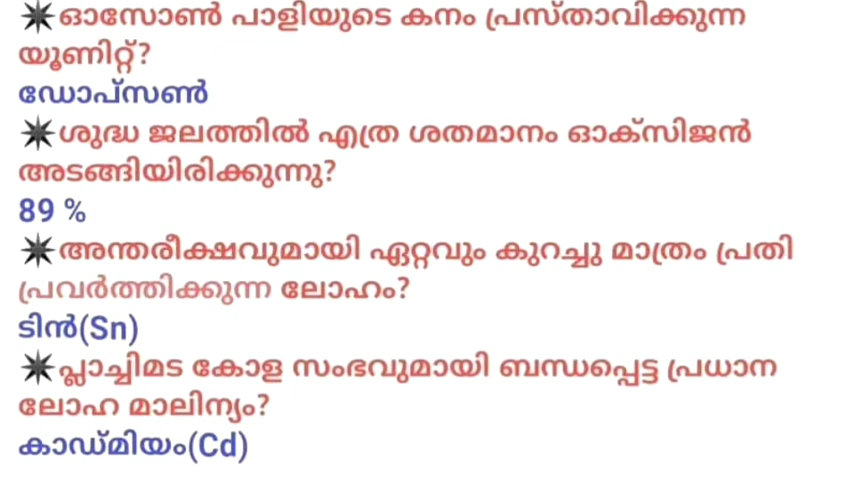 ✷ഓസോൺ പാളിയുടെ കനം പ്രസ്താവിക്കുന്ന
യൂണിറ്റ്?
ഡോപ്സൺ
✷ശുദ്ധ ജലത്തിൽ എത്ര ശതമാനം ഓക്സിജൻ
അടങ്ങിയിരിക്കുന്നു?
89 %
✷അന്തരീക്ഷവുമായി ഏറ്റവും കുറച്ചു മാത്രം പ്രതി
പ്രവർത്തിക്കുന്ന ലോഹം?
ടിൻ(Sn)
✷പ്ലാച്ചിമട കോള സംഭവുമായി ബന്ധപ്പെട്ട പ്രധാന
ലോഹ മാലിന്യം?
കാഡ്മിയം(Cd)